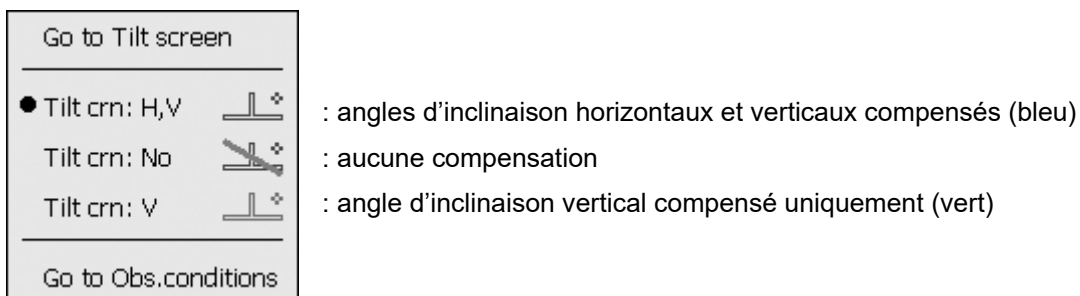 Go to Tilt screen
Tilt crn: H,V : angles d’inclinaison horizontaux et verticaux compensés (bleu)
Tilt crn: No : aucune compensation
Tilt crn: V : angle d’inclinaison vertical compensé uniquement (vert)
Go to Obs.conditions